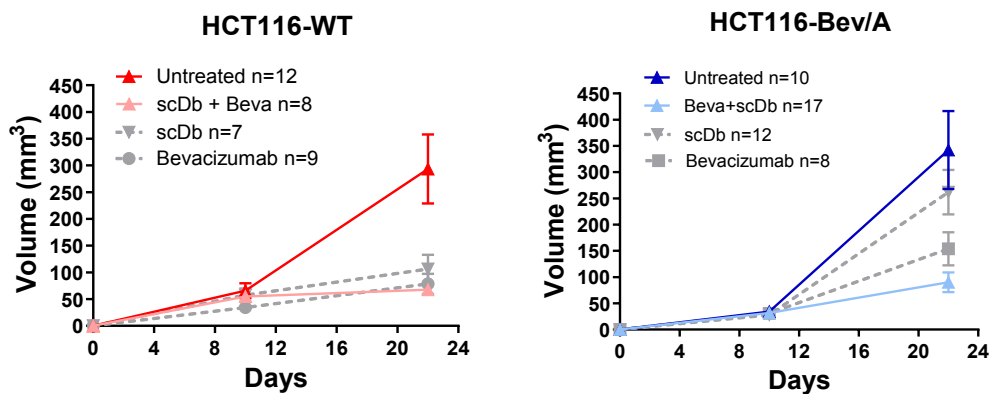 HCT116-WT
Untreated n=12
scDb + Beva n=8
scDb n=7
Bevacizumab n=9
Volume (mm³)
450
400
350
300
250
200
150
100
50
0
0 4 8 12 16 20 24
Days
HCT116-Bev/A
Untreated n=10
Beva+scDb n=17
scDb n=12
Bevacizumab n=8
Volume (mm³)
450
400
350
300
250
200
150
100
50
0
0 4 8 12 16 20 24
Days